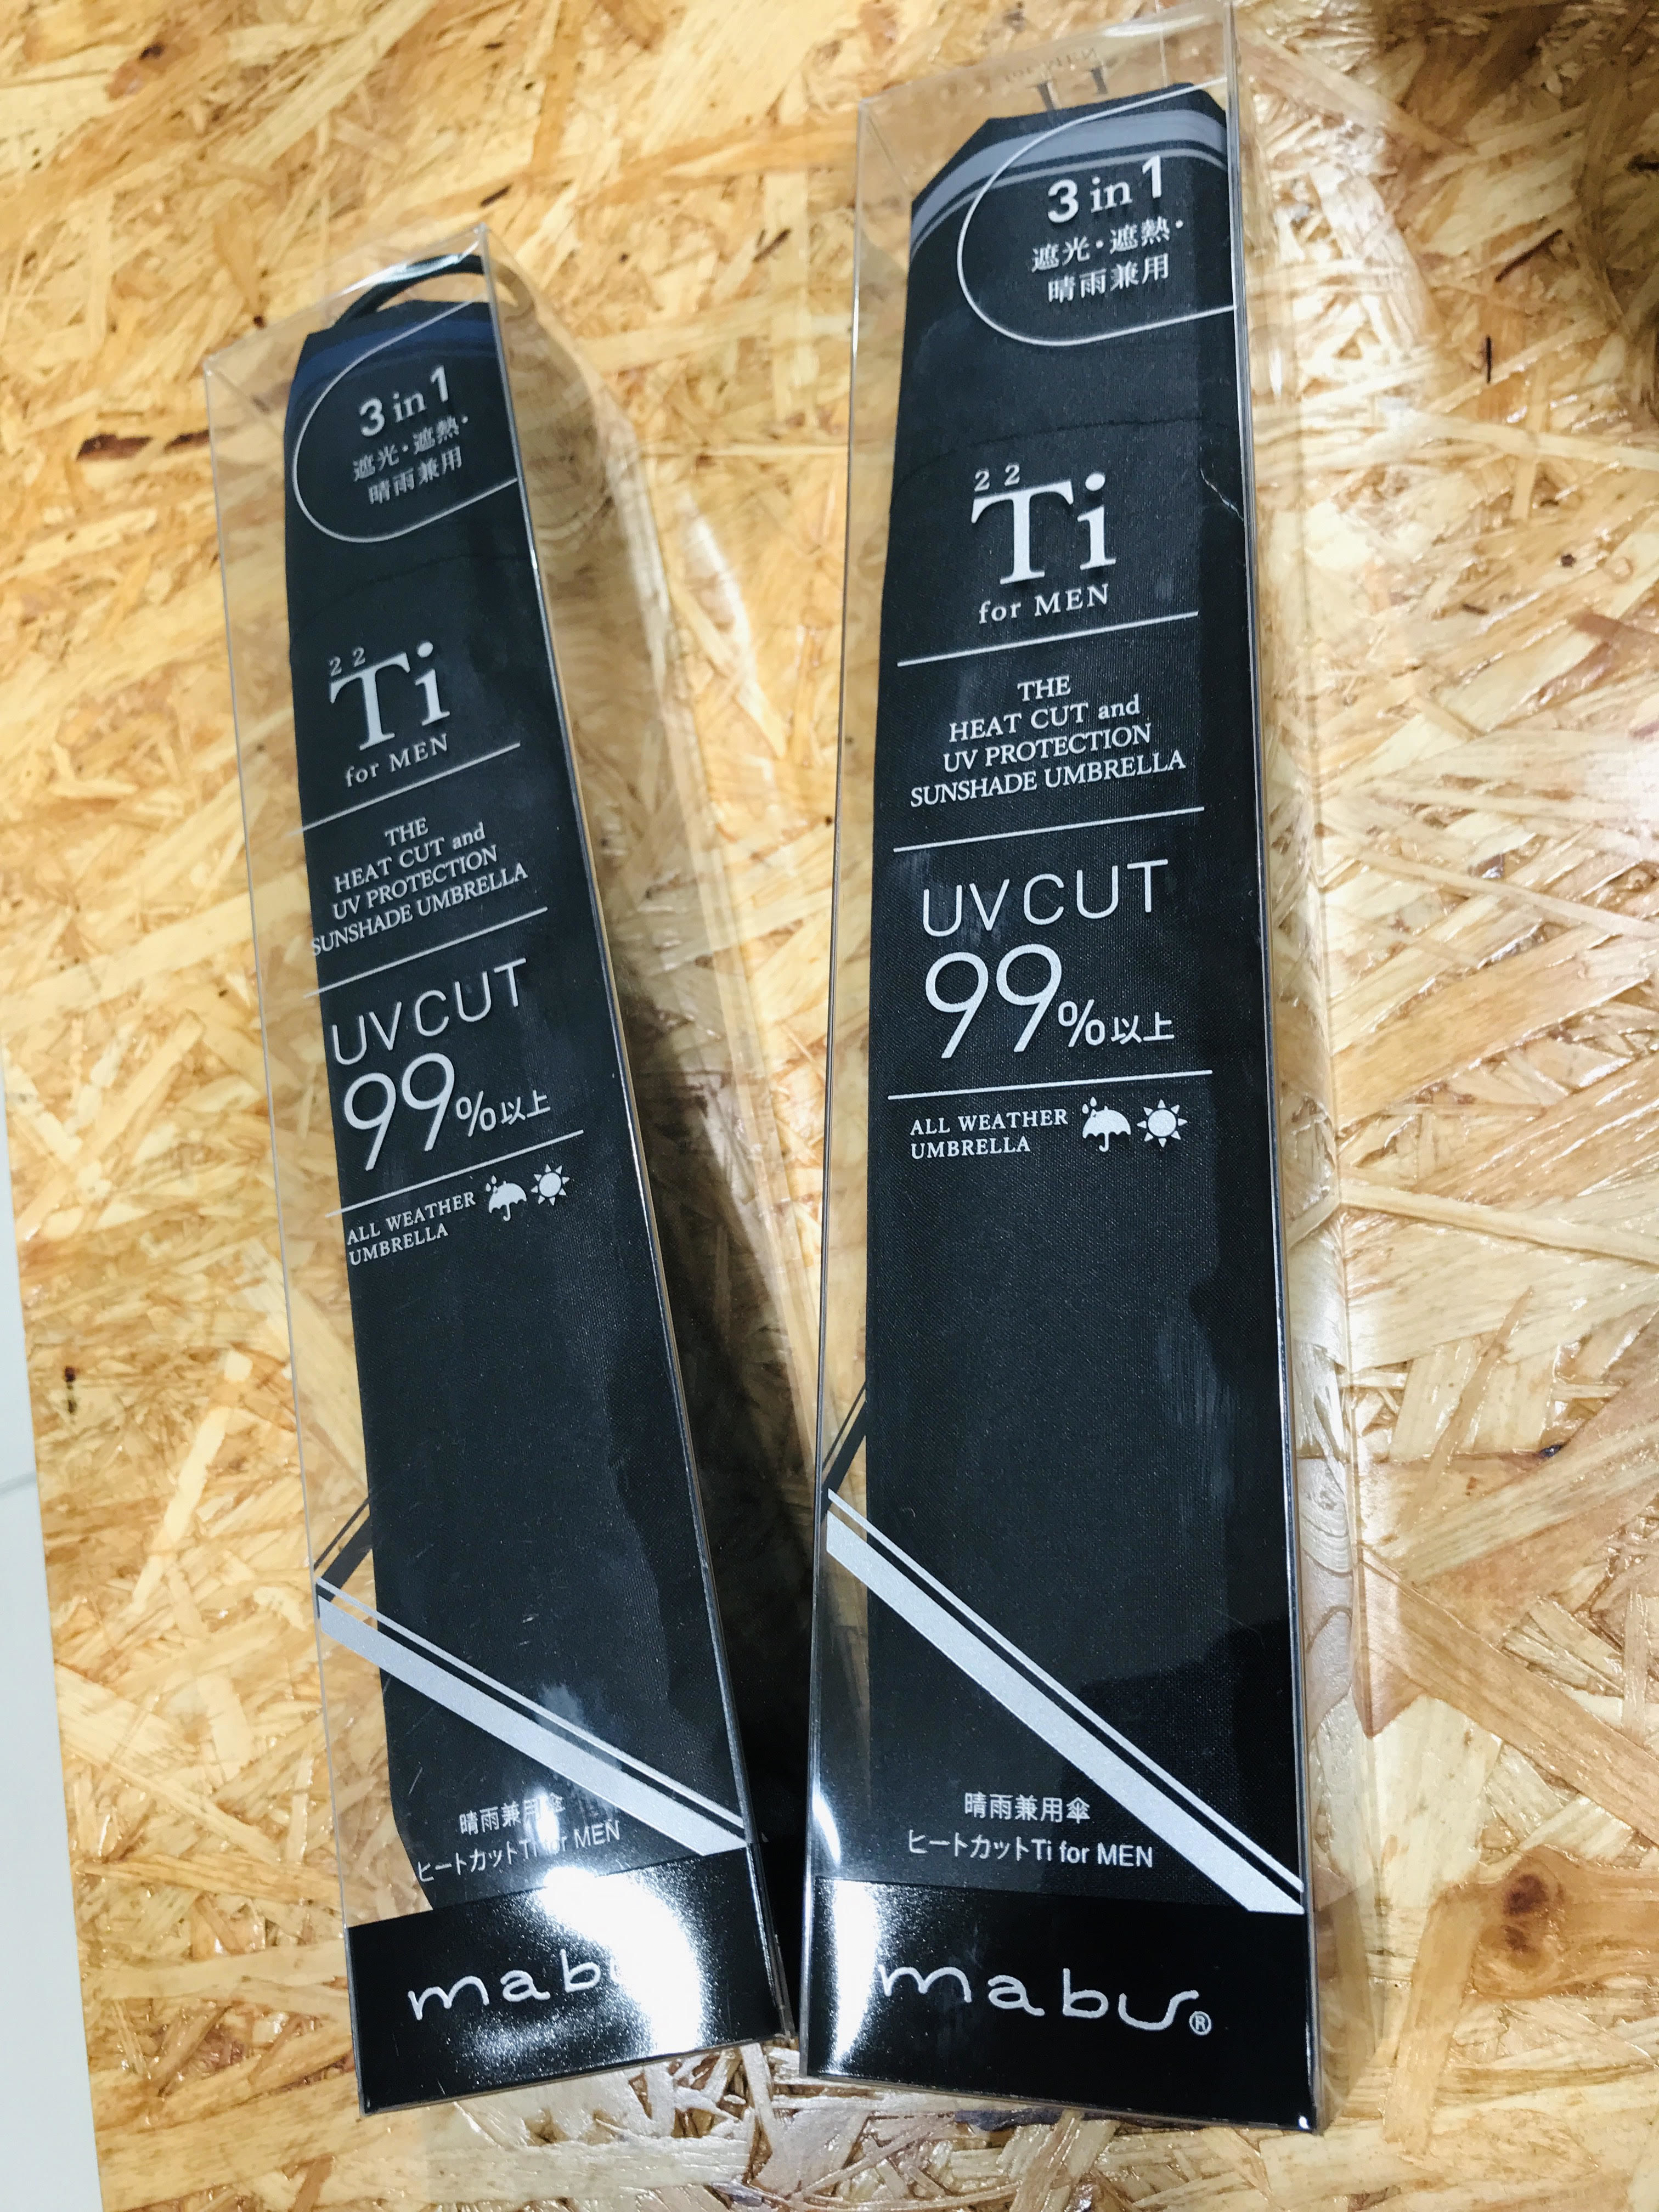 3 in 1
遮光・遮熱・
晴雨兼用
22
Ti
for MEN
THE
HEAT CUT and
UV PROTECTION
SUNSHADE UMBRELLA
UV CUT
99%以上
ALL WEATHER
UMBRELLA
晴雨兼用傘
ヒートカットTi for MEN
mab
3 in 1
遮光・遮熱・
晴雨兼用
22
Ti
for MEN
THE
HEAT CUT and
UV PROTECTION
SUNSHADE UMBRELLA
UV CUT
99%以上
ALL WEATHER
UMBRELLA
晴雨兼用傘
ヒートカットTi for MEN
mabu®